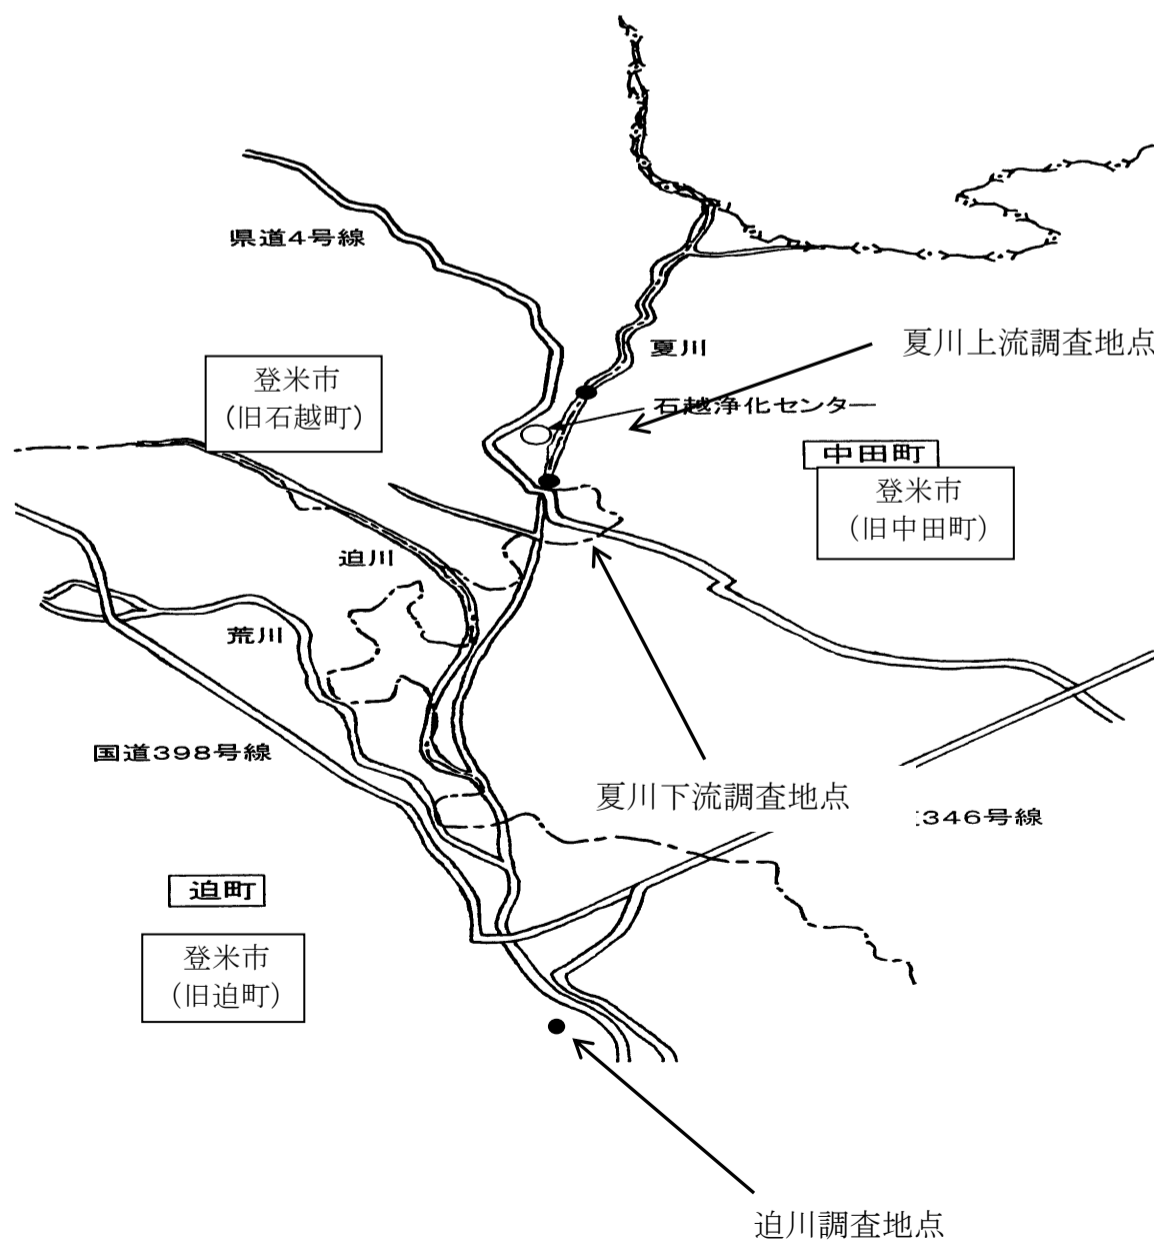 県道4号線
夏川
夏川上流調査地点
登米市
(旧石越町)
石越浄化センター
中田町
登米市
(旧中田町)
迫川
荒川
国道398号線
夏川下流調査地点
346号線
迫町
登米市
(旧迫町)
迫川調査地点